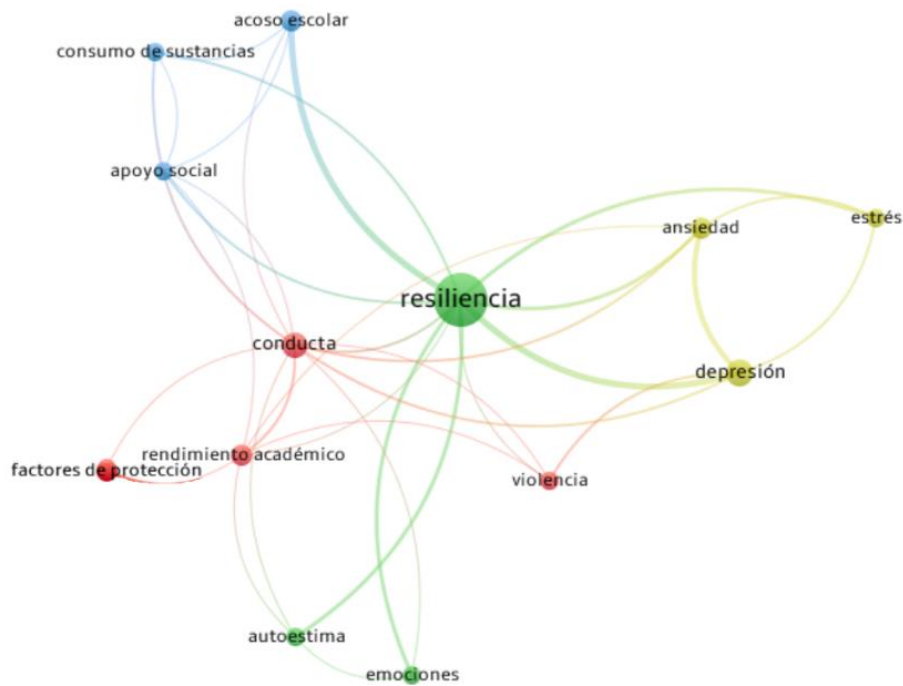 acoso escolar
consumo de sustancias
apoyo social
estrés
ansiedad
resiliencia
conducta
depresión
rendimiento académico
factores de protección
violencia
autoestima
emociones